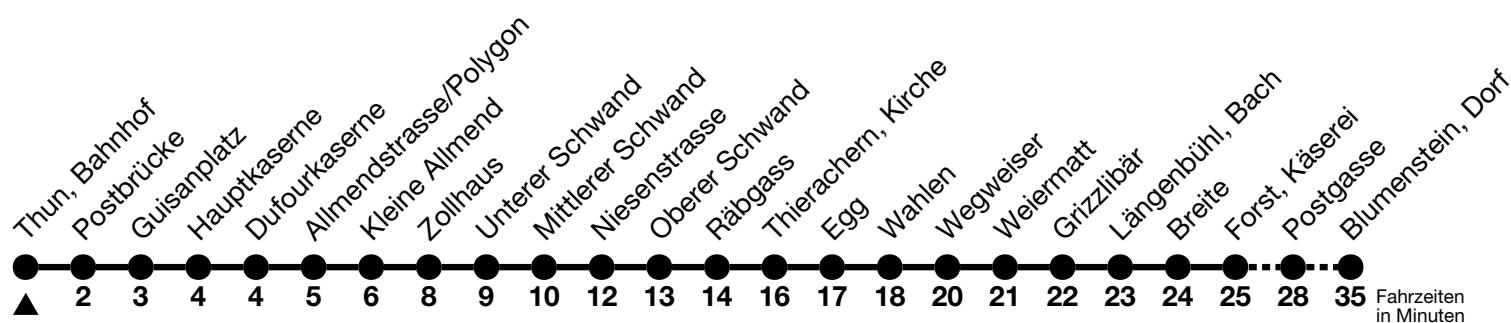 Thun, Bahnhof
Postbrücke
Guisanplatz
Hauptkaserne
Dufourkaserne
Allmendstrasse/Polygon
Kleine Allmend
Zollhaus
Unterer Schwand
Mittlerer Schwand
Niesenstrasse
Oberer Schwand
Räbgass
Thierachern, Kirche
Egg
Wahlen
Wegweiser
Weiermatt
Grizzlibär
Längenbühl, Bach
Breite
Forst, Käserei
Postgasse
Blumenstein, Dorf
2 3 4 4 5 6 8 9 10 12 13 14 16 17 18 20 21 22 23 24 25 28 35
Fahrzeiten
in Minuten